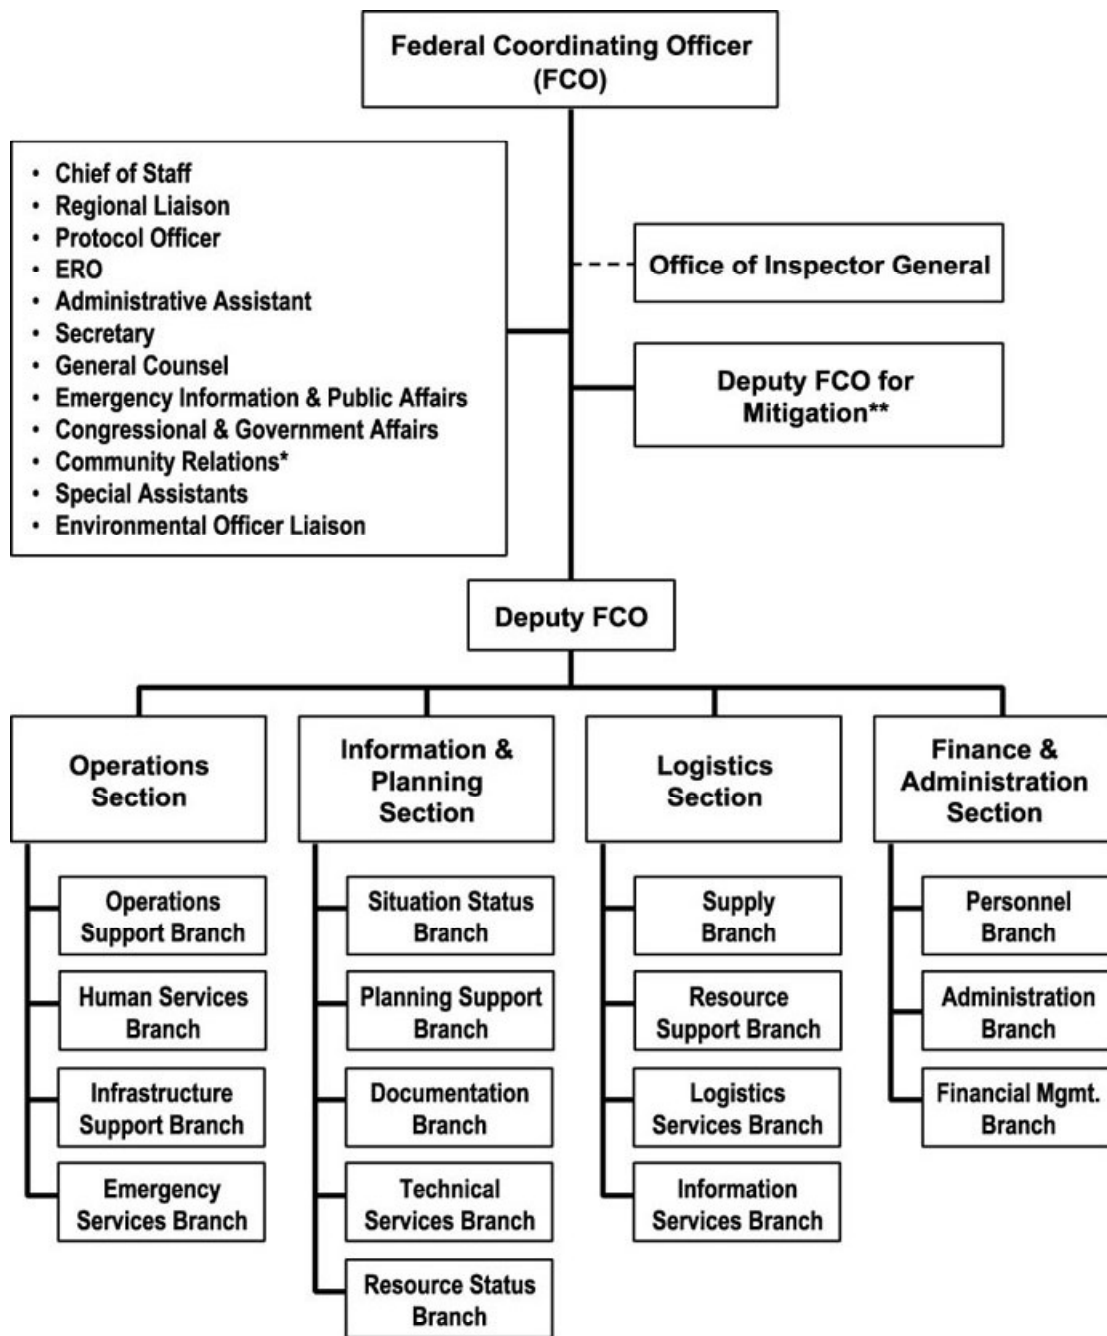 Federal Coordinating Officer
(FCO)
• Chief of Staff
• Regional Liaison
• Protocol Officer
• ERO
• Administrative Assistant
• Secretary
• General Counsel
• Emergency Information & Public Affairs
• Congressional & Government Affairs
• Community Relations*
• Special Assistants
• Environmental Officer Liaison
Office of Inspector General
Deputy FCO for
Mitigation**
Deputy FCO
Operations
Section
Operations
Support Branch
Human Services
Branch
Infrastructure
Support Branch
Emergency
Services Branch
Information &
Planning
Section
Situation Status
Branch
Planning Support
Branch
Documentation
Branch
Technical
Services Branch
Resource Status
Branch
Logistics
Section
Supply
Branch
Resource
Support Branch
Logistics
Services Branch
Information
Services Branch
Finance &
Administration
Section
Personnel
Branch
Administration
Branch
Financial Mgmt.
Branch